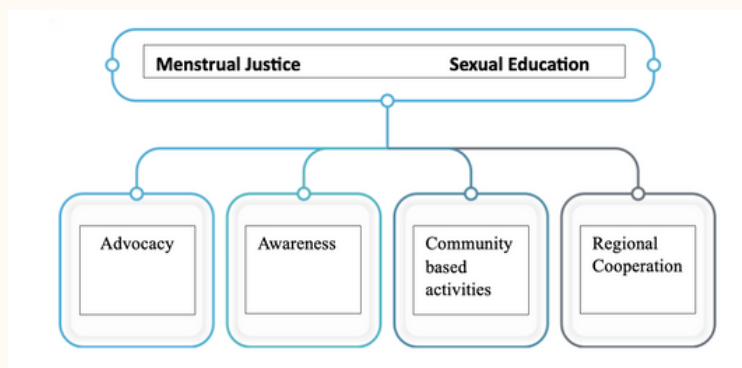 Menstrual Justice Sexual Education
Advocacy
Awareness
Community
based
activities
Regional
Cooperation